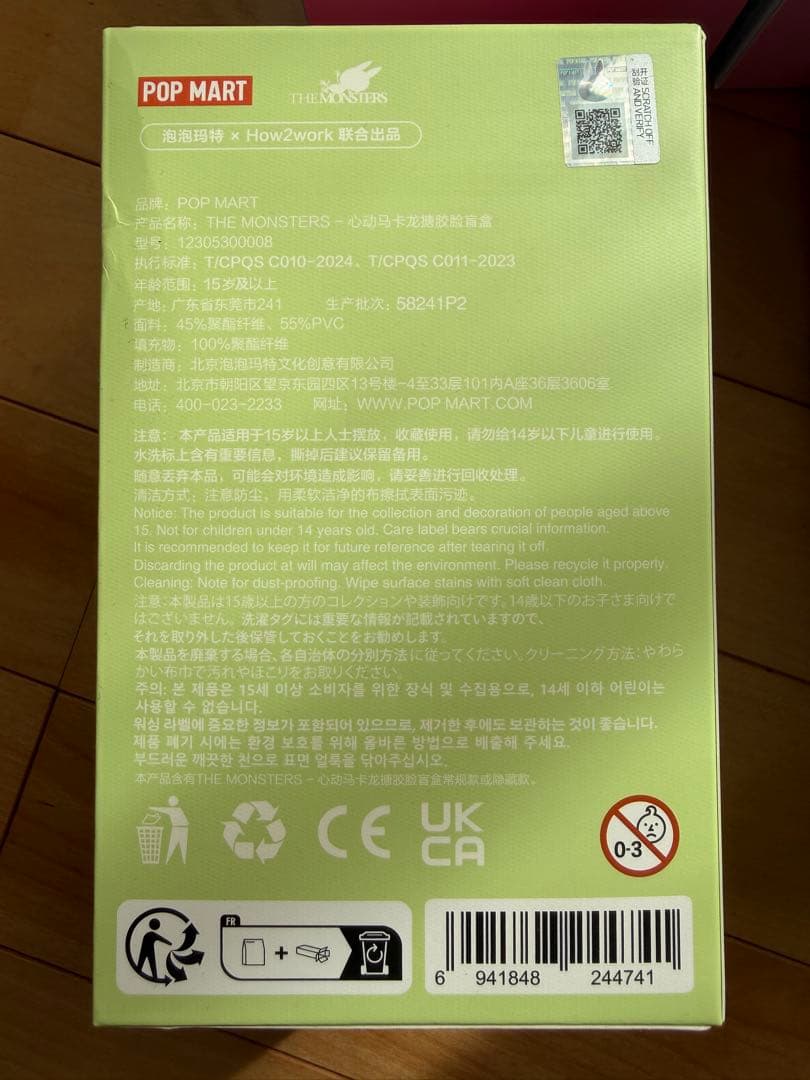 POP MART
THE MONSTERS
泡泡玛特 × How2work 联合出品
开启 SCRATCH OFF
AND VERIFY
品牌：POP MART
产品名称：THE MONSTERS – 心动马卡龙搪胶脸盲盒
型号：12305300008
执行标准：T/CPQS C010-2024、T/CPQS C011-2023
年龄范围：15岁及以上
产地：广东省东莞市241 生产批次：58241P2
面料：45%聚酯纤维、55%PVC
填充物：100%聚酯纤维
制造商：北京泡泡玛特文化创意有限公司
地址：北京市朝阳区望京东园四区13号楼-4至33层101内A座36层3606室
电话：400-023-2233 网址：WWW.POP MART.COM
注意：本产品适用于15岁以上人士摆放，收藏使用，请勿给14岁以下儿童进行使用。
水洗标上含有重要信息，撕掉后建议保留备用。
随意丢弃本品，可能会对环境造成影响，请妥善进行回收处理。
清洁方式：注意防尘，用柔软洁净的布擦拭表面污迹。
Notice: The product is suitable for the collection and decoration of people aged above
15. Not for children under 14 years old. Care label bears crucial information.
It is recommended to keep it for future reference after tearing it off.
Discarding the product at will may affect the environment. Please recycle it properly.
Cleaning: Note for dust-proofing. Wipe surface stains with soft clean cloth.
注意：本製品は15歳以上の方のコレクションや装飾向けです。14歳以下のお子さま向けで
はございません。洗濯タグには重要な情報が記載されていますので、
それを取り外した後保管しておくことをお勧めします。
本製品を廃棄する場合、各自治体の分別方法に従ってください。クリーニング方法：やわら
かい布巾で汚れやほこりをお取りください。
주의: 본 제품은 15세 이상 소비자를 위한 장식 및 수집용으로, 14세 이하 어린이는
사용할 수 없습니다.
워싱 라벨에 중요한 정보가 포함되어 있으므로, 제거한 후에도 보관하는 것이 좋습니다.
제품 폐기 시에는 환경 보호를 위해 올바른 방법으로 배출해 주세요.
부드러운 깨끗한 천으로 표면 얼룩을 닦아주십시오.
本产品含有THE MONSTERS – 心动马卡龙搪胶脸盲盒常规款或隐藏款。
CE
UK
CA
0-3
FR
+
6 941848 244741